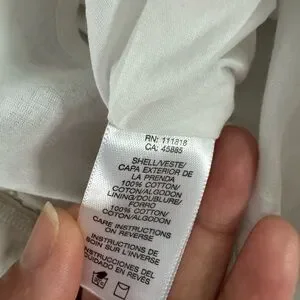 RN: 111818
CA: 45885
SHELL/VESTE/
CAPA EXTERIOR DE
LA PRENDA
100% COTTON/
COTON/ALGODON
LINING/DOUBLURE/
FORRO
100% COTTON/
COTON/ALGODON
CARE INSTRUCTIONS
ON REVERSE
INSTRUCTIONS DE
SOIN SUR L'INVERSE
INSTRUCCIONES DEL
CUIDADO EN REVES